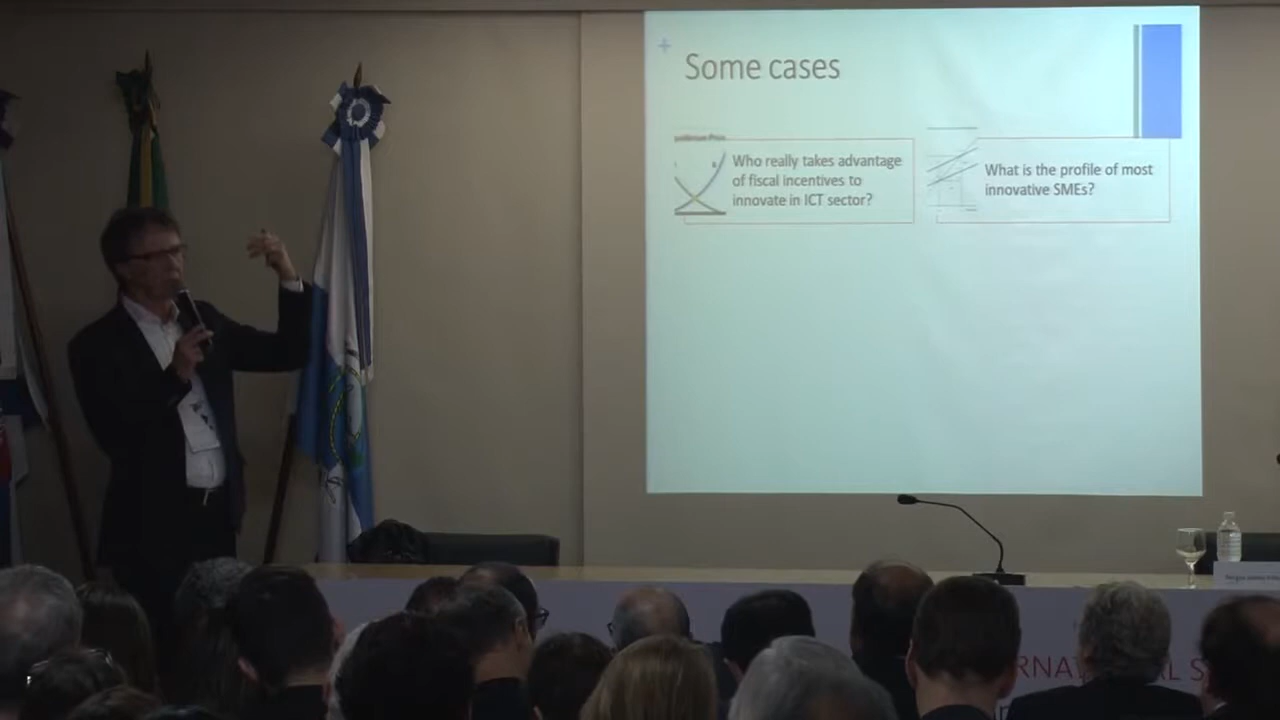 Some cases
Who really takes advantage
of fiscal incentives to
innovate in ICT sector?
What is the profile of most
innovative SMEs?